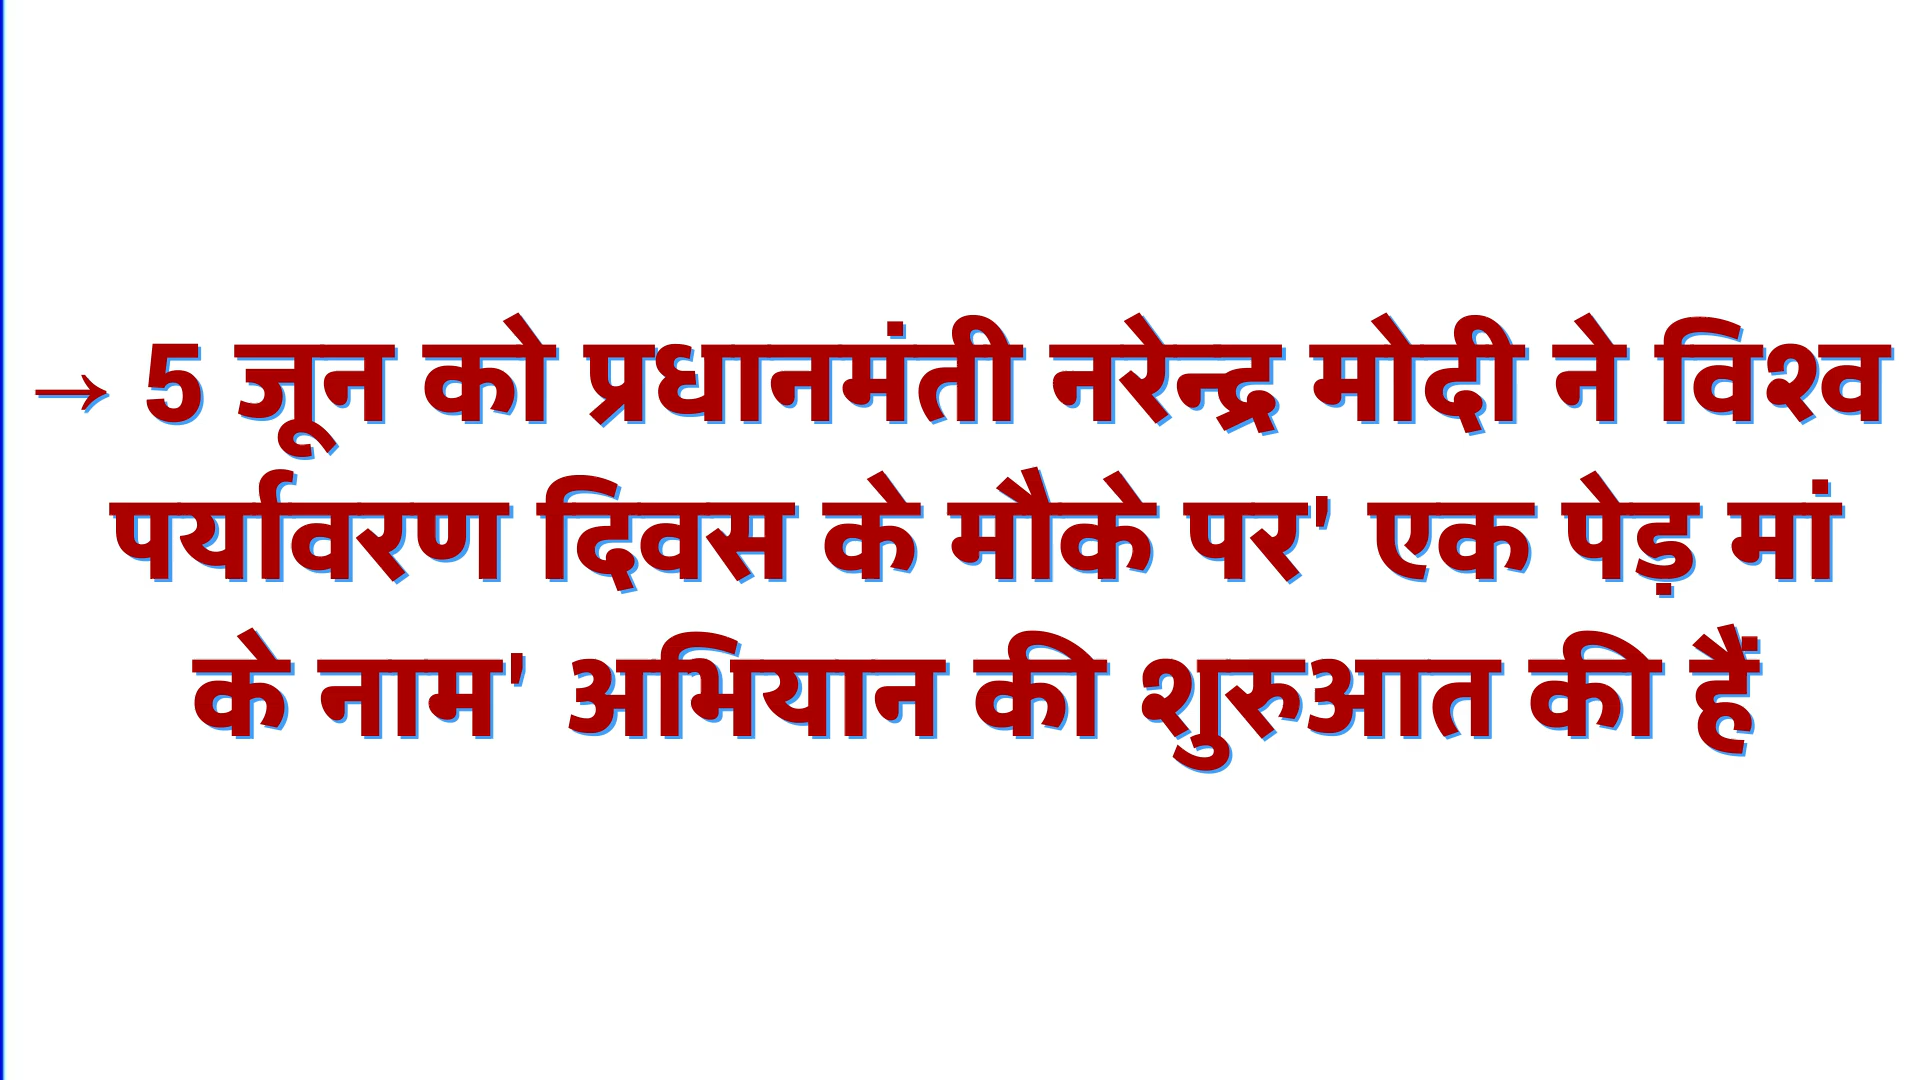 → 5 जून को प्रधानमंती नरेन्द्र मोदी ने विश्व
पर्यावरण दिवस के मौके पर' एक पेड़ मां
के नाम' अभियान की शुरुआत की हैं